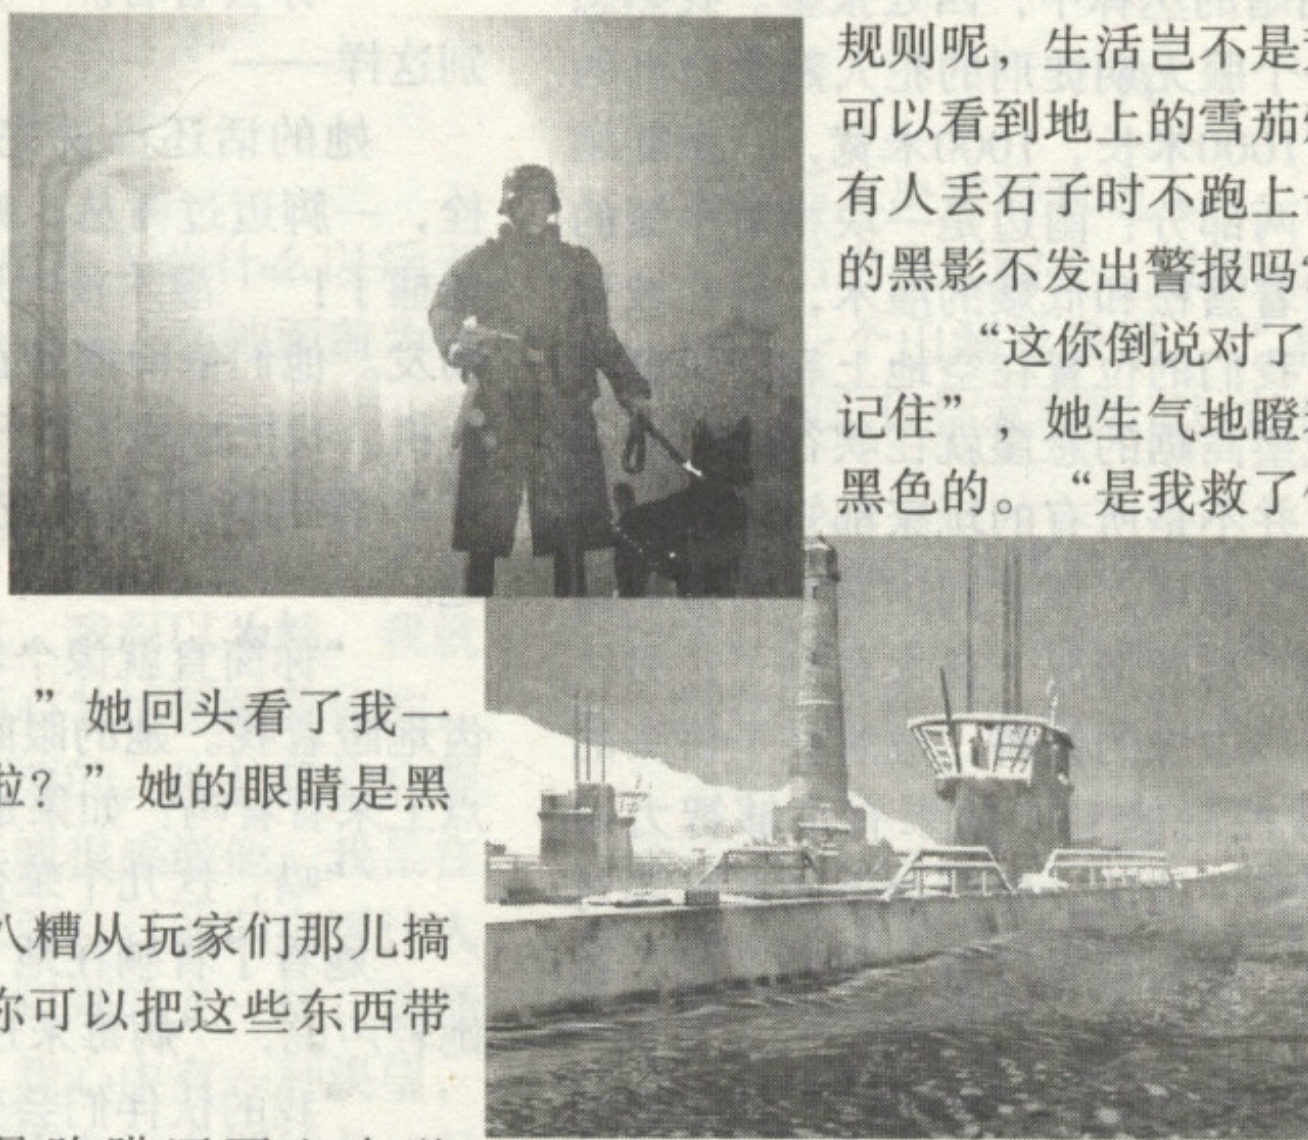 规则呢，生活岂不是
可以看到地上的雪茄
有人丢石子时不跑上
的黑影不发出警报吗
“这你倒说对了
记住”，她生气地瞪
黑色的。“是我救了
”她回头看了我一
啦？”她的眼睛是黑
八糟从玩家们那儿搞
你可以把这些东西带